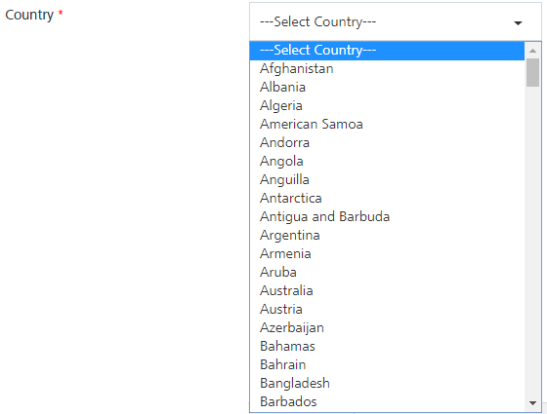 Country * ---Select Country---
---Select Country---
Afghanistan
Albania
Algeria
American Samoa
Andorra
Angola
Anguilla
Antarctica
Antigua and Barbuda
Argentina
Armenia
Aruba
Australia
Austria
Azerbaijan
Bahamas
Bahrain
Bangladesh
Barbados